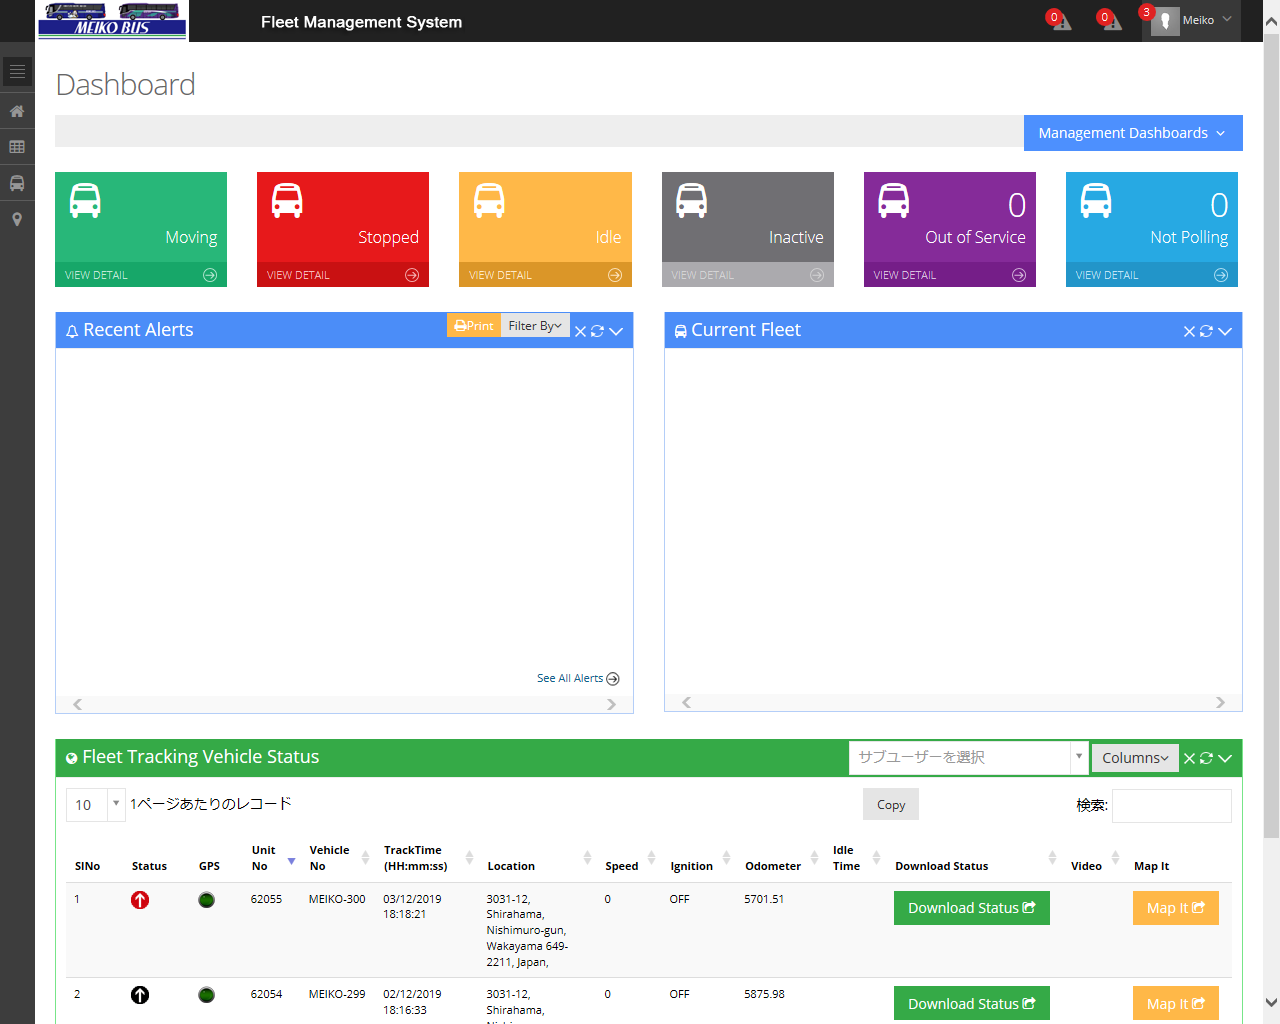 MEIKO BUS
Fleet Management System
0
0
3
Meiko
Dashboard
Management Dashboards
Moving
VIEW DETAIL
Stopped
VIEW DETAIL
Idle
VIEW DETAIL
Inactive
VIEW DETAIL
0
Out of Service
VIEW DETAIL
0
Not Polling
VIEW DETAIL
Recent Alerts
Print
Filter By
Current Fleet
See All Alerts
Fleet Tracking Vehicle Status
サブユーザーを選択
Columns
10
1ページあたりのレコード
Copy
検索:
SlNo
Status
GPS
Unit
No
Vehicle
No
TrackTime
(HH:mm:ss)
Location
Speed
Ignition
Odometer
Idle
Time
Download Status
Video
Map It
1
62055
MEIKO-300
03/12/2019
18:18:21
3031-12,
Shirahama,
Nishimuro-gun,
Wakayama 649-
2211, Japan,
0
OFF
5701.51
Download Status
Map It
2
62054
MEIKO-299
02/12/2019
18:16:33
3031-12,
Shirahama,
0
OFF
5875.98
Download Status
Map It